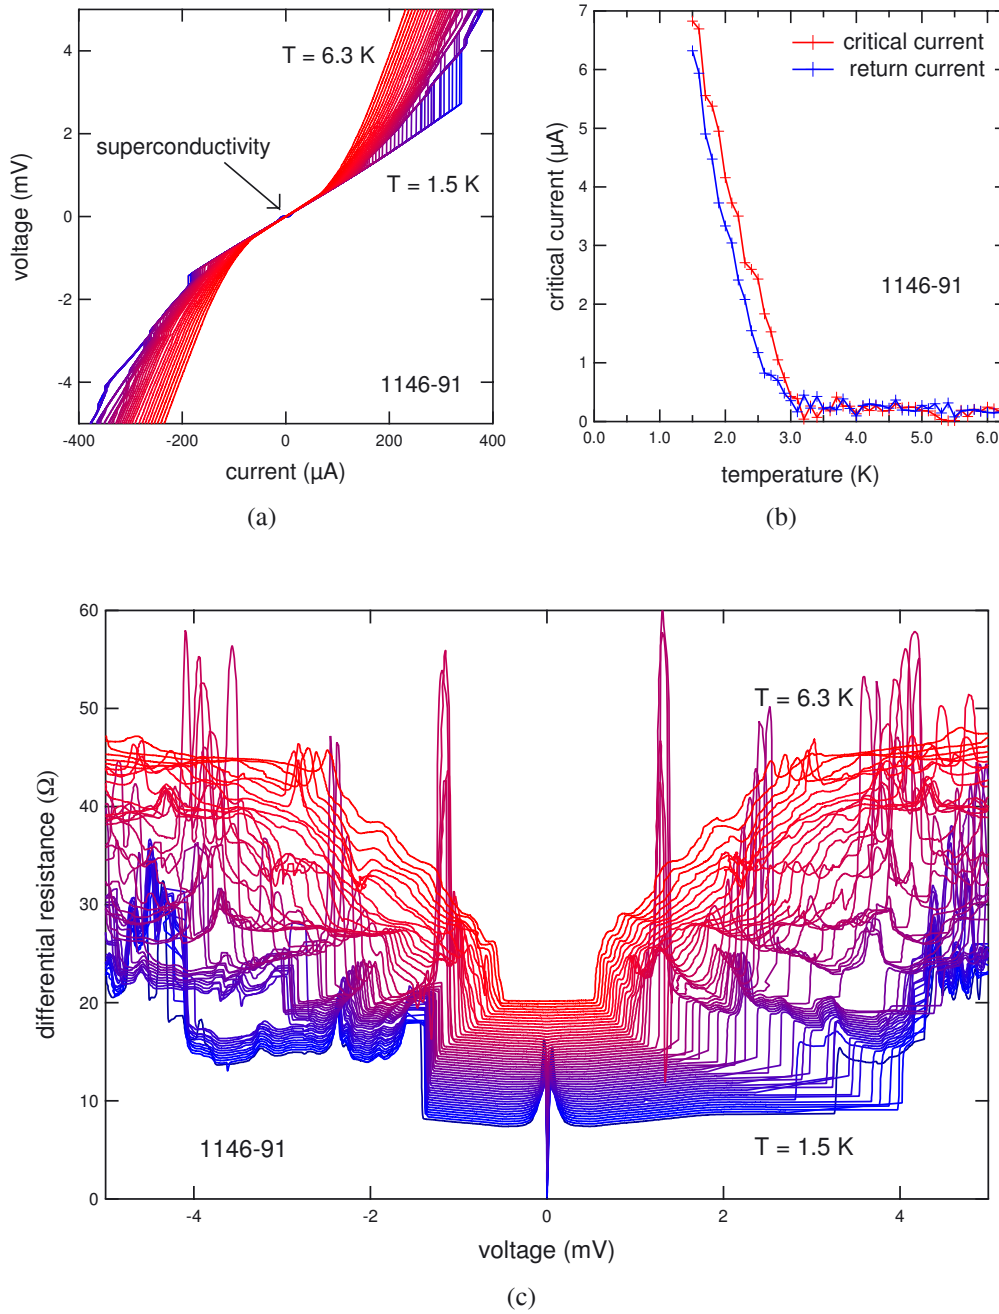 4
2
0
-2
-4
voltage (mV)
T = 6.3 K
superconductivity
T = 1.5 K
1146-91
-400
-200
0
200
400
current (µA)
(a)
7
6
5
4
3
2
1
0
critical current (µA)
critical current
return current
1146-91
0.0
1.0
2.0
3.0
4.0
5.0
6.0
temperature (K)
(b)
60
50
40
30
20
10
0
differential resistance (Ω)
T = 6.3 K
1146-91
T = 1.5 K
-4
-2
0
2
4
voltage (mV)
(c)